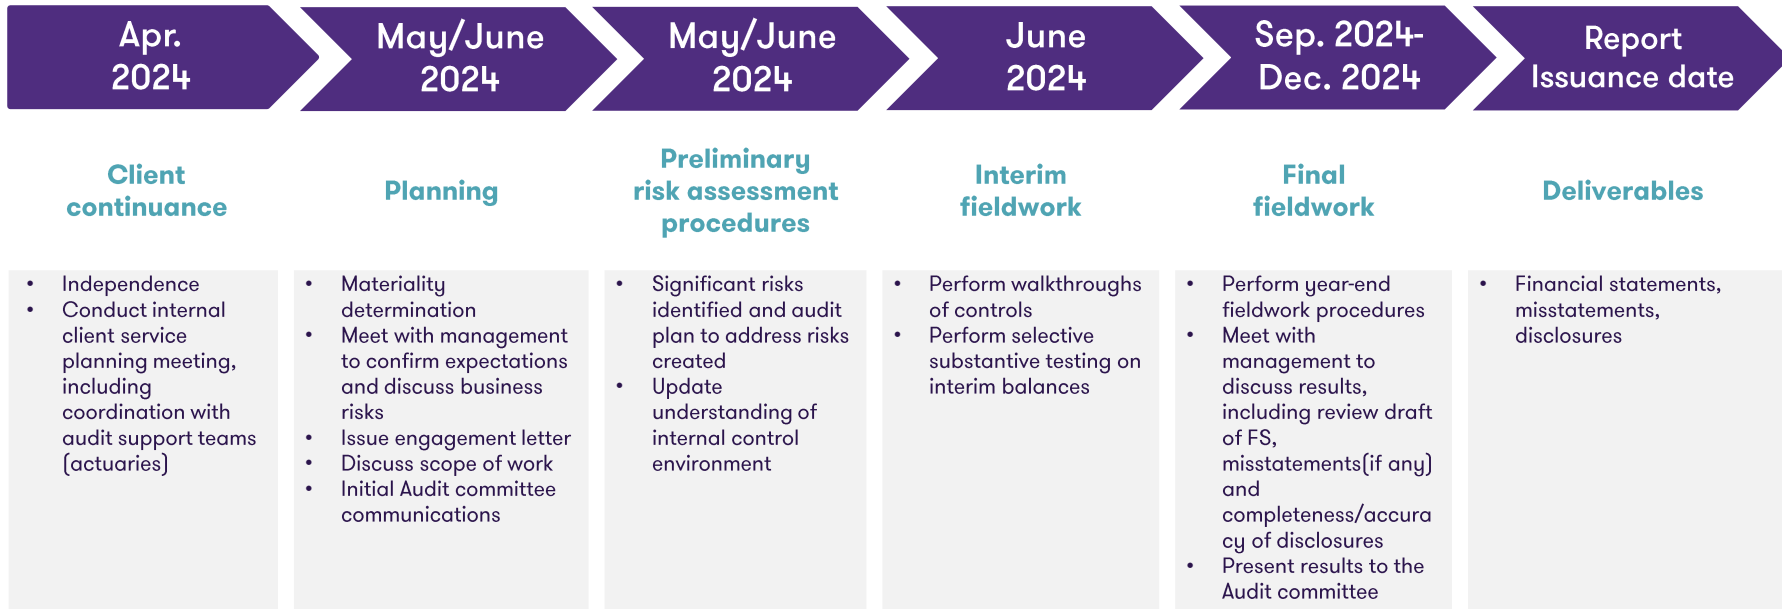 Apr.
2024
May/June
2024
May/June
2024
June
2024
Sep. 2024-
Dec. 2024
Report
Issuance date
Client
continuance
Planning
Preliminary
risk assessment
procedures
Interim
fieldwork
Final
fieldwork
Deliverables
• Independence
• Conduct internal
client service
planning meeting,
including
coordination with
audit support teams
(actuaries)
• Materiality
determination
• Meet with management
to confirm expectations
and discuss business
risks
• Issue engagement letter
• Discuss scope of work
• Initial Audit committee
communications
• Significant risks
identified and audit
plan to address risks
created
• Update
understanding of
internal control
environment
• Perform walkthroughs
of controls
• Perform selective
substantive testing on
interim balances
• Perform year-end
fieldwork procedures
• Meet with
management to
discuss results,
including review draft
of FS,
misstatements(if any)
and
completeness/accura
cy of disclosures
• Present results to the
Audit committee
• Financial statements,
misstatements,
disclosures